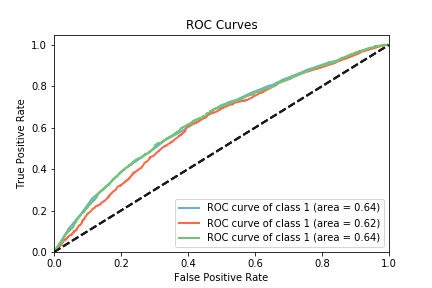 ROC Curves
True Positive Rate
1.0
0.8
0.6
0.4
0.2
0.0
ROC curve of class 1 (area = 0.64)
ROC curve of class 1 (area = 0.62)
ROC curve of class 1 (area = 0.64)
0.0 0.2 0.4 0.6 0.8 1.0
False Positive Rate